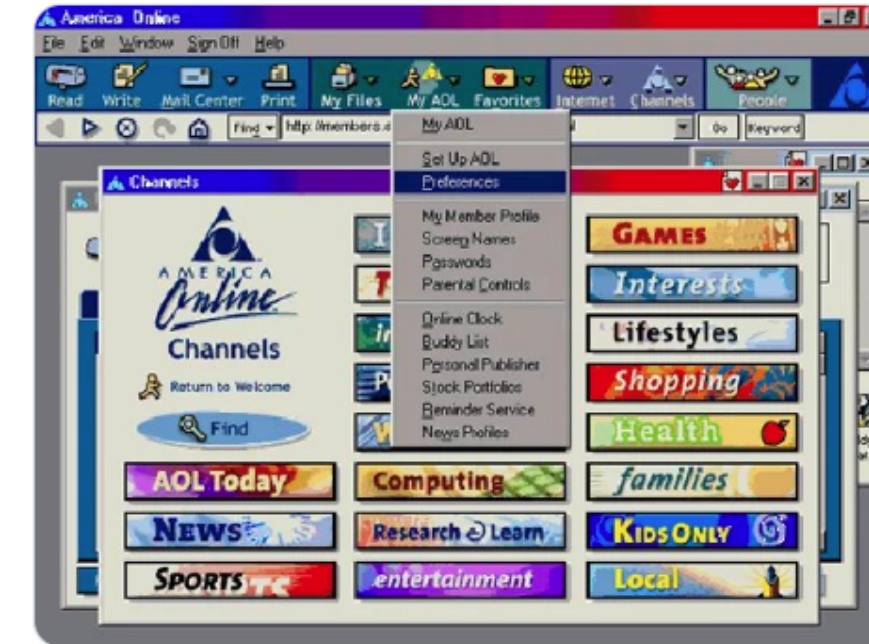 America Online
File Edit Window Sign Off Help
Read Write Mail Center Print My Files My AOL Favorites Internet Channels People
Find http://members.a
Go Keyword
My AOL
Set Up AOL
Preferences
My Member Profile
Screen Names
Passwords
Parental Controls
Online Clock
Buddy List
Personal Publisher
Stock Portfolios
Reminder Service
News Profiles
Channels
AMERICA
Online
Channels
Return to Welcome
Find
GAMES
Interests
Lifestyles
Shopping
Health
AOL Today Computing families
NEWS Research & Learn KIDS ONLY
SPORTS entertainment Local